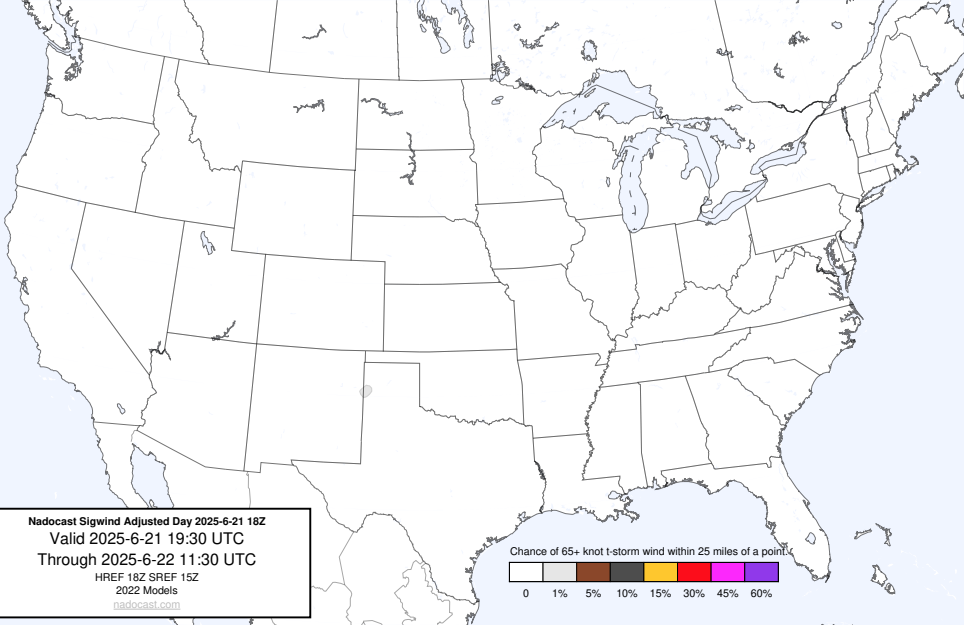 Nadocast Sigwind Adjusted Day 2025-6-21 18Z
Valid 2025-6-21 19:30 UTC
Through 2025-6-22 11:30 UTC
HREF 18Z SREF 15Z
2022 Models
nadocast.com
Chance of 65+ knot t-storm wind within 25 miles of a point.
0 1% 5% 10% 15% 30% 45% 60%